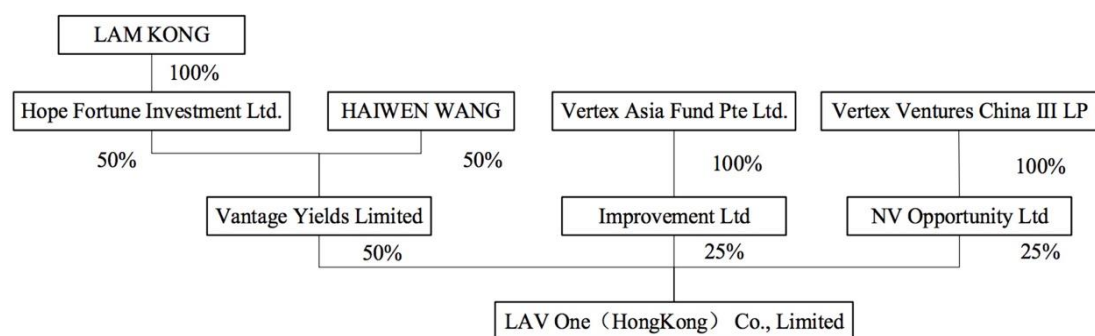 LAM KONG
100%
Hope Fortune Investment Ltd.
HAIWEN WANG
Vertex Asia Fund Pte Ltd.
Vertex Ventures China III LP
50%
50%
100%
100%
Vantage Yields Limited
Improvement Ltd
NV Opportunity Ltd
50%
25%
25%
LAV One（HongKong） Co., Limited